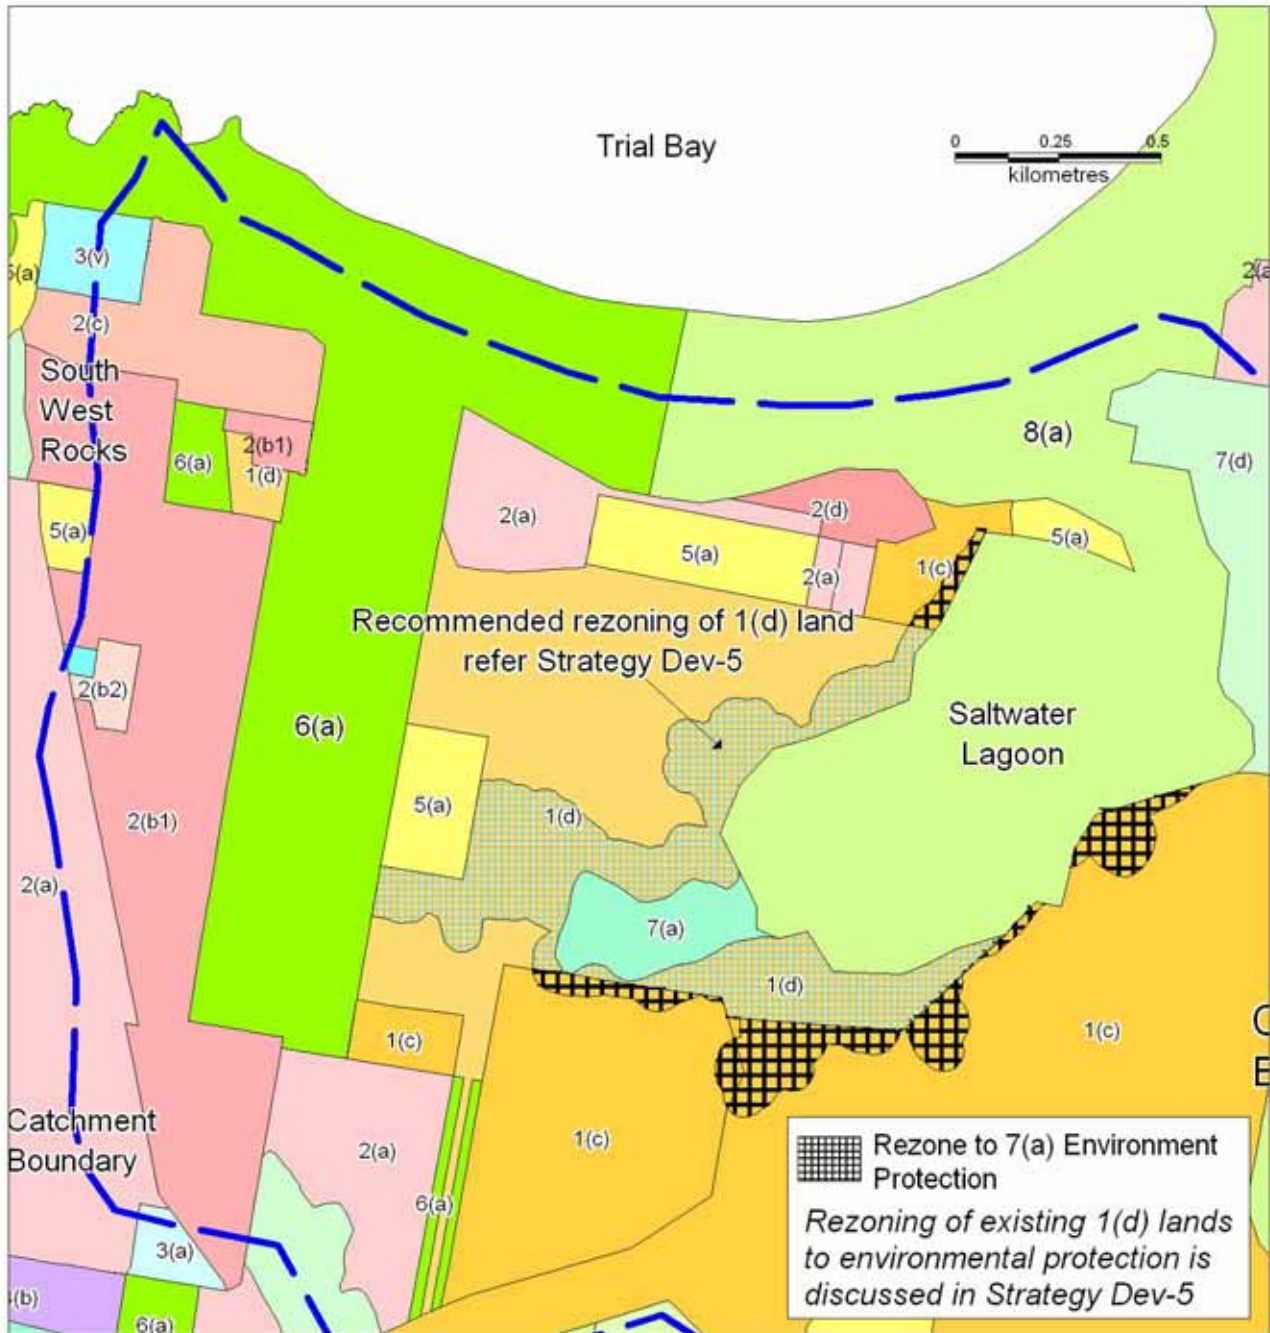 Trial Bay
0 0.25 0.5
kilometres
3(v)
5(a)
2(a
2(c)
South
West
Rocks
8(a)
2(b1)
6(a)
1(d)
7(d)
2(a)
2(d)
5(a)
5(a)
5(a)
1(c)
2(a)
Recommended rezoning of 1(d) land
refer Strategy Dev-5
2(b2)
6(a)
Saltwater
Lagoon
5(a)
1(d)
2(b1)
2(a)
7(a)
1(d)
1(c)
1(c)
C
E
Catchment
Boundary
2(a)
1(c)
6(a)
3(a)
(b)
6(a)
Rezone to 7(a) Environment
Protection
Rezoning of existing 1(d) lands
to environmental protection is
discussed in Strategy Dev-5